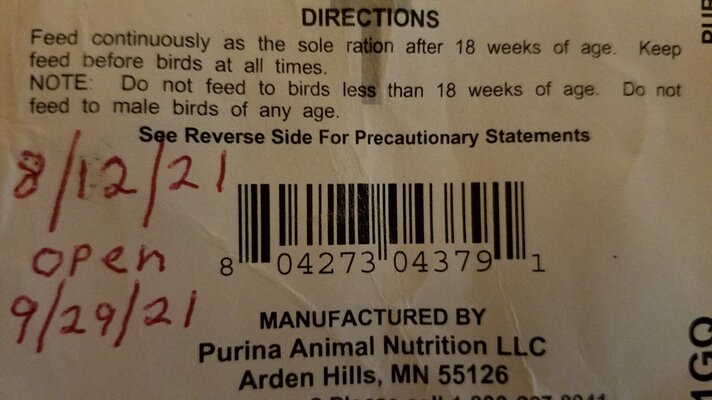 DIRECTIONS
Feed continuously as the sole ration after 18 weeks of age. Keep
feed before birds at all times.
NOTE: Do not feed to birds less than 18 weeks of age. Do not
feed to male birds of any age.
See Reverse Side For Precautionary Statements
8/12/21
open
9/29/21
8 04273 04379 1
MANUFACTURED BY
Purina Animal Nutrition LLC
Arden Hills, MN 55126